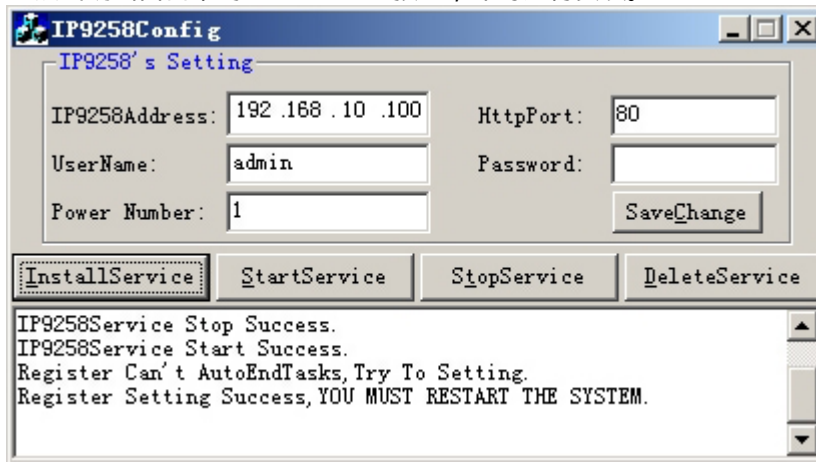 IP9258Config
IP9258's Setting
IP9258Address: 192 .168 . 10 .100 HttpPort: 80
UserName: admin Password:
Power Number: 1 SaveChange
InstallService StartService StopService DeleteService
IP9258Service Stop Success.
IP9258Service Start Success.
Register Can't AutoEndTasks,Try To Setting.
Register Setting Success,YOU MUST RESTART THE SYSTEM.